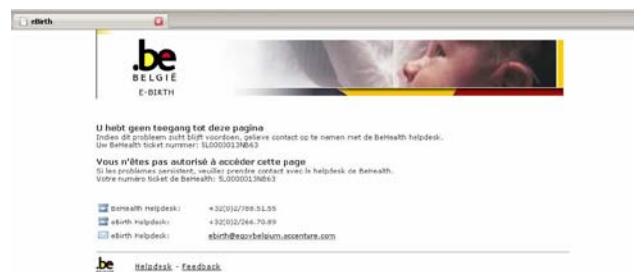 eBirth
.be
BELGIË
E-BIRTH
U hebt geen toegang tot deze pagina
Indien dit probleem zicht blijft voordoen, gelieve contact op te nemen met de BeHealth helpdesk.
Uw BeHealth ticket nummer: 5L0000013NB63
Vous n'êtes pas autorisé à accéder cette page
Si les problèmes persistent, veuillez prendre contact avec le helpdesk de BeHealth.
Votre numéro ticket de BeHealth: 5L0000013NB63
BeHealth Helpdesk: +32(0)2/788.51.55
eBirth Helpdesk: +32(0)2/266.70.89
eBirth Helpdesk: ebirth@egovbelgium.accenture.com
.be Helpdesk - Feedback